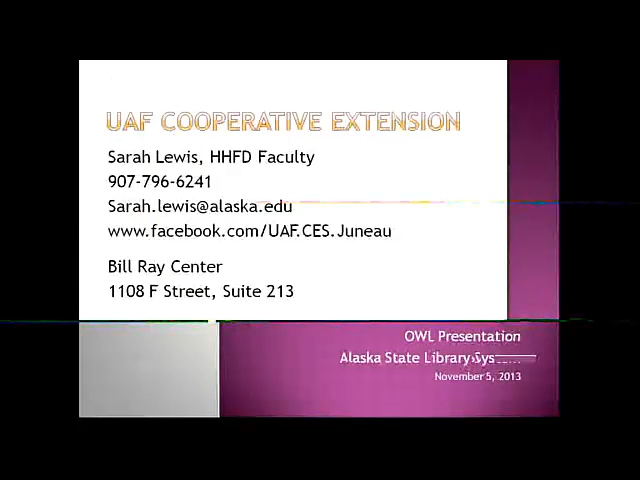 UAF COOPERATIVE EXTENSION
Sarah Lewis, HHFD Faculty
907-796-6241
Sarah.lewis@alaska.edu
www.facebook.com/UAF.CES.Juneau
Bill Ray Center
1108 F Street, Suite 213
OWL Presentation
Alaska State Library
November 5, 2013